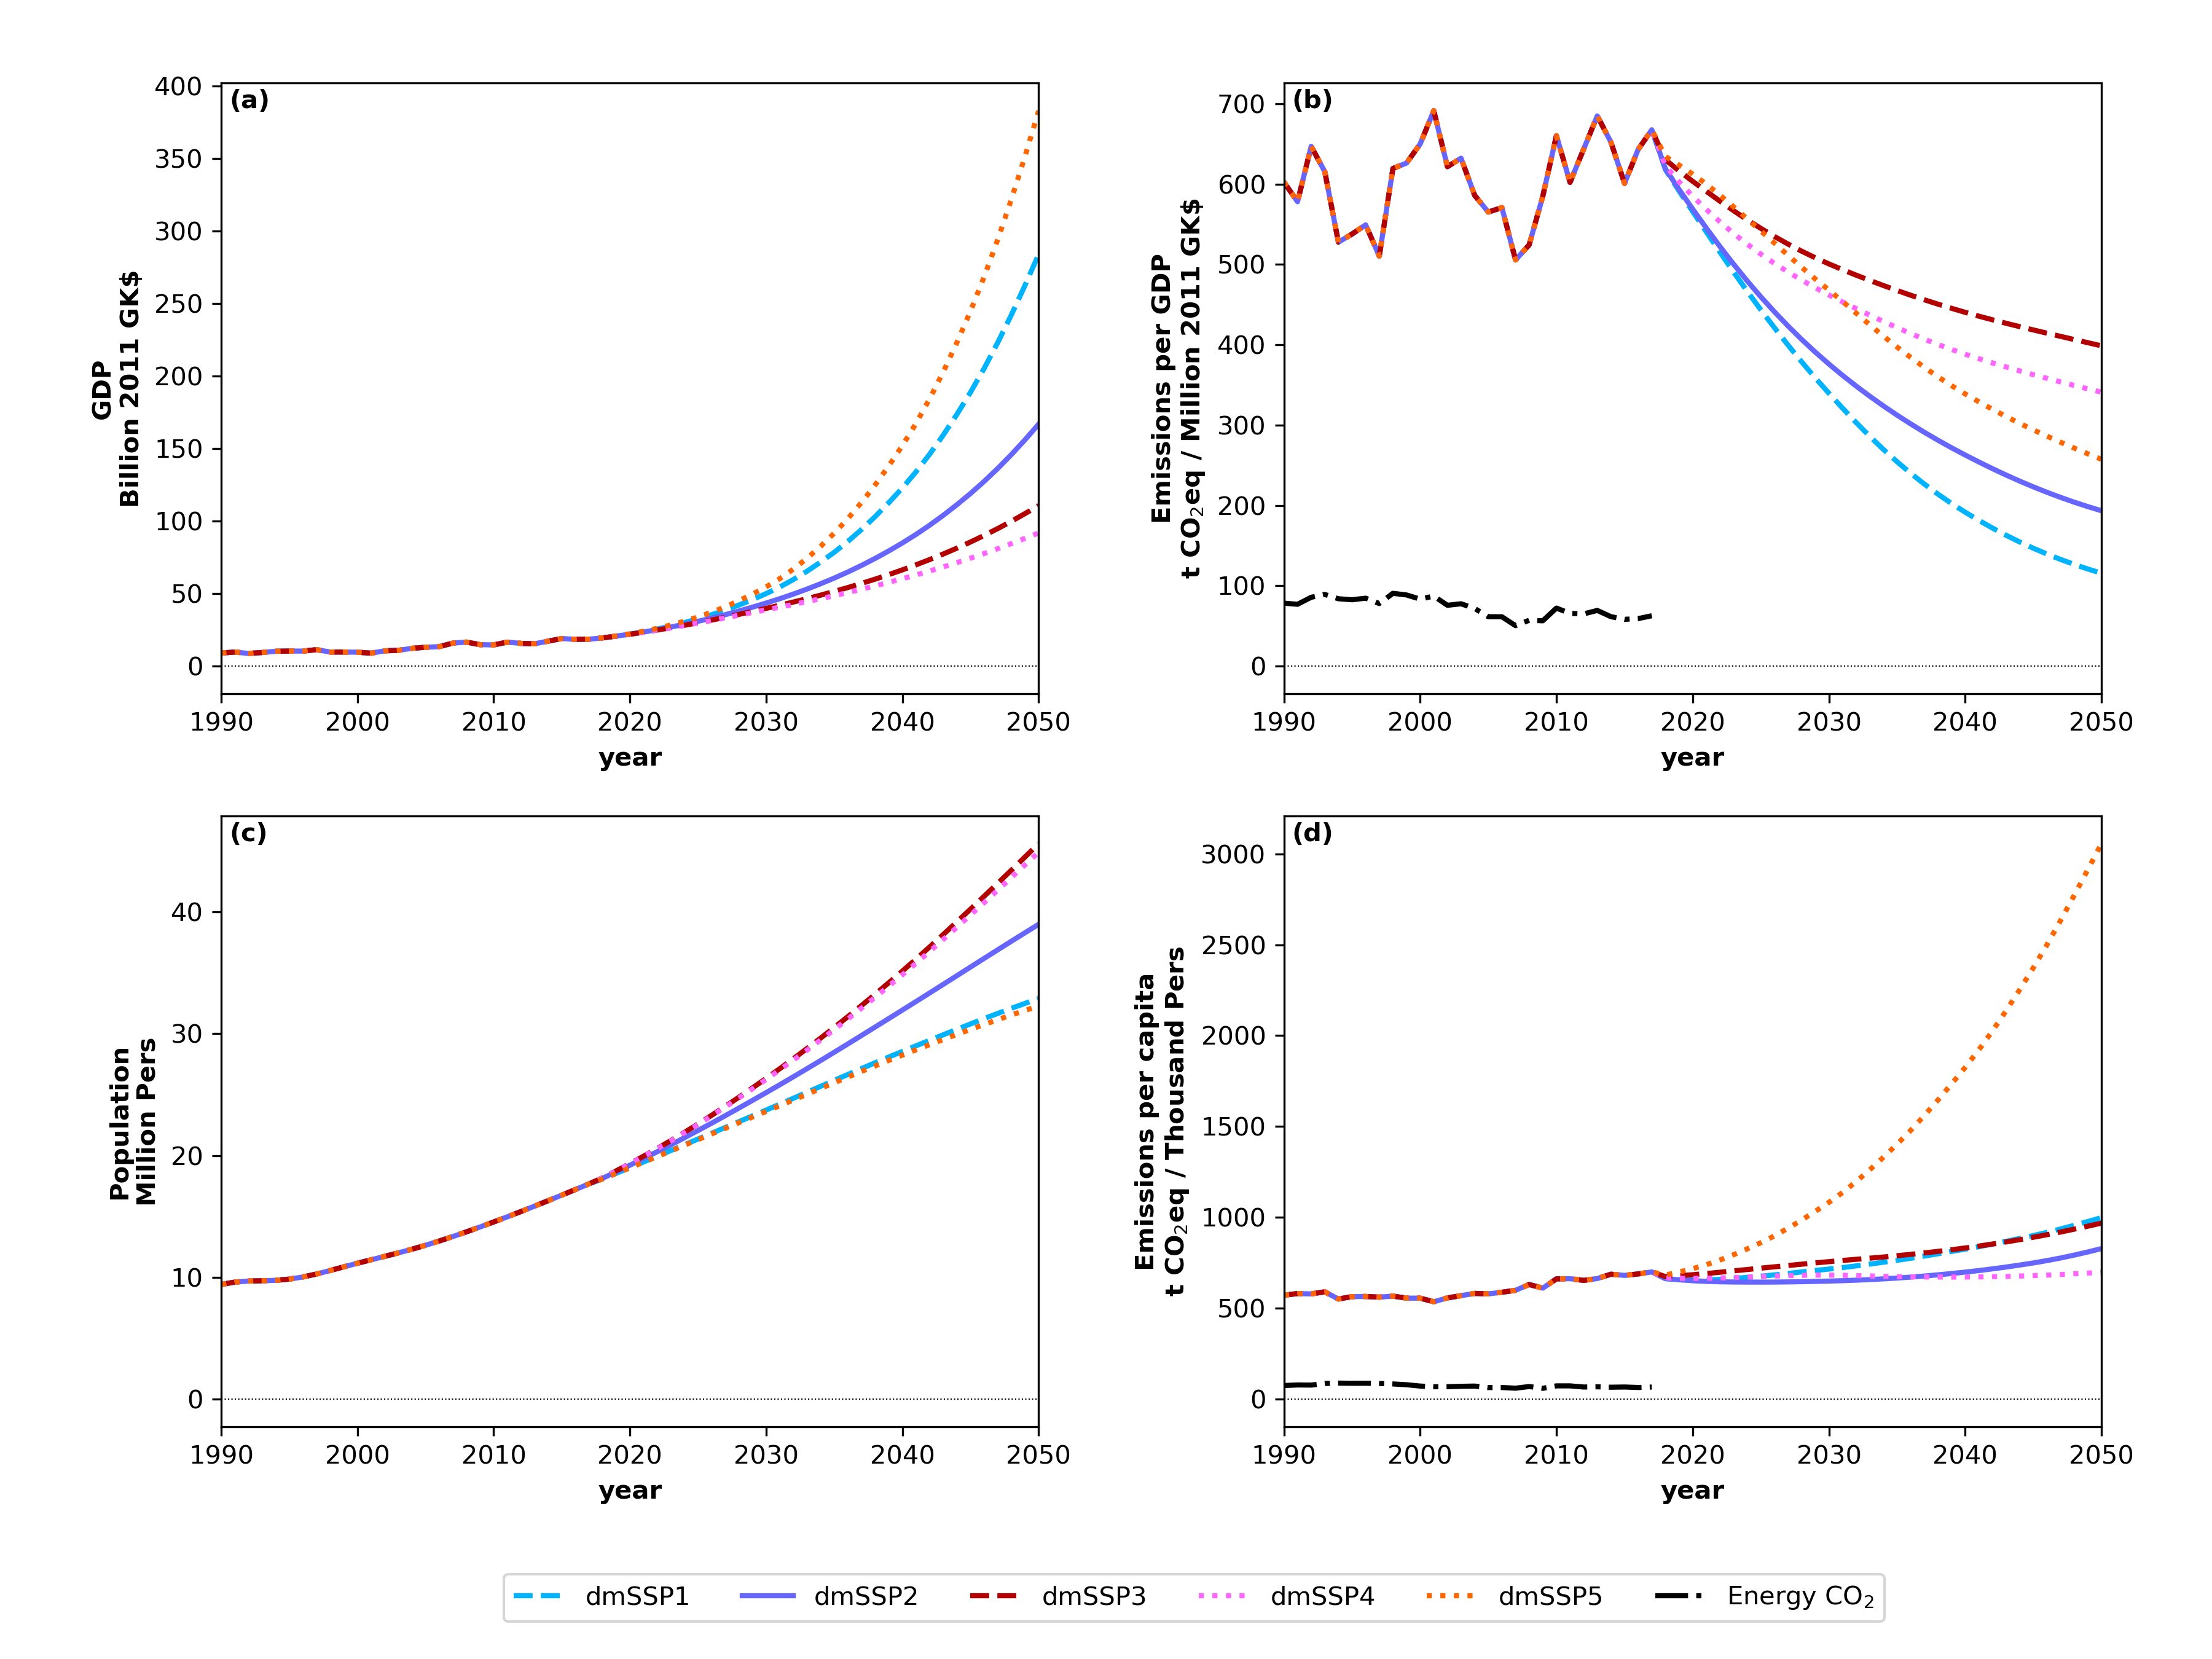 (a)
400
350
300
250
200
150
100
50
0
GDP
Billion 2011 GK$
1990 2000 2010 2020 2030 2040 2050
year
(b)
700
600
500
400
300
200
100
0
Emissions per GDP
t CO₂eq / Million 2011 GK$
1990 2000 2010 2020 2030 2040 2050
year
(c)
40
30
20
10
0
Population
Million Pers
1990 2000 2010 2020 2030 2040 2050
year
(d)
3000
2500
2000
1500
1000
500
0
Emissions per capita
t CO₂eq / Thousand Pers
1990 2000 2010 2020 2030 2040 2050
year
dmSSP1 dmSSP2 dmSSP3 dmSSP4 dmSSP5 Energy CO₂